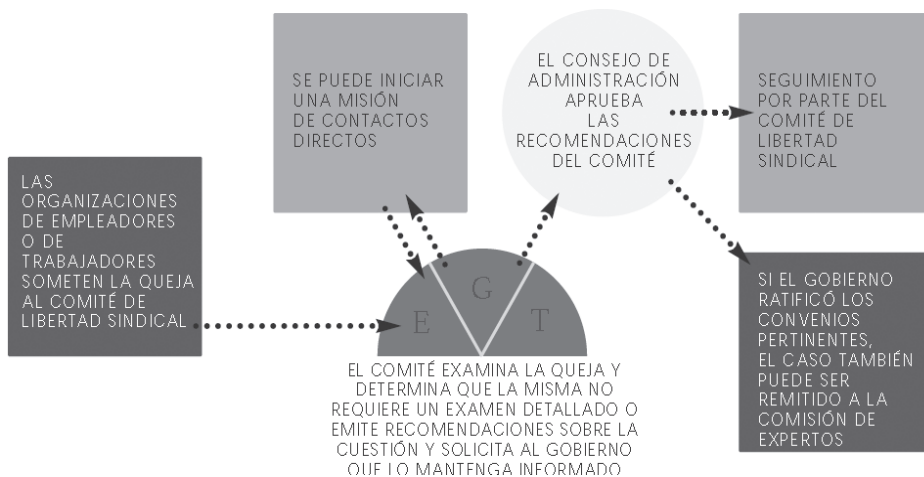 LAS
ORGANIZACIONES
DE EMPLEADORES
O DE
TRABAJADORES
SOMETEN LA QUEJA
AL COMITÉ DE
LIBERTAD SINDICAL
SE PUEDE INICIAR
UNA MISIÓN
DE CONTACTOS
DIRECTOS
E
G
T
EL COMITÉ EXAMINA LA QUEJA Y
DETERMINA QUE LA MISMA NO
REQUIERE UN EXAMEN DETALLADO O
EMITE RECOMENDACIONES SOBRE LA
CUESTIÓN Y SOLICITA AL GOBIERNO
QUE LO MANTENGA INFORMADO
EL CONSEJO DE
ADMINISTRACIÓN
APRUEBA
LAS
RECOMENDACIONES
DEL COMITÉ
SEGUIMIENTO
POR PARTE DEL
COMITÉ DE
LIBERTAD
SINDICAL
SI EL GOBIERNO
RATIFICÓ LOS
CONVENIOS
PERTINENTES,
EL CASO TAMBIÉN
PUEDE SER
REMITIDO A LA
COMISIÓN DE
EXPERTOS